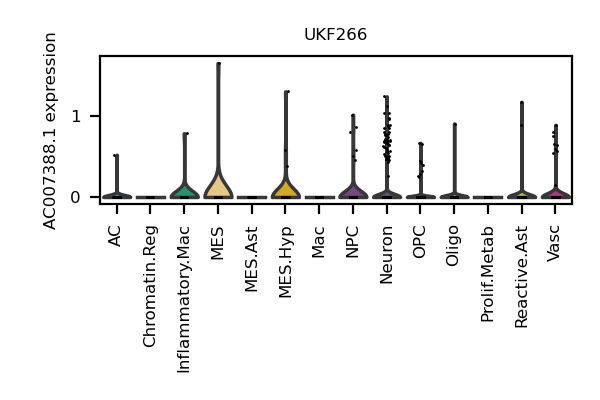 UKF266
AC007388.1 expression
1
0
AC
Chromatin.Reg
Inflammatory.Mac
MES
MES.Ast
MES.Hyp
Mac
NPC
Neuron
OPC
Oligo
Prolif.Metab
Reactive.Ast
Vasc